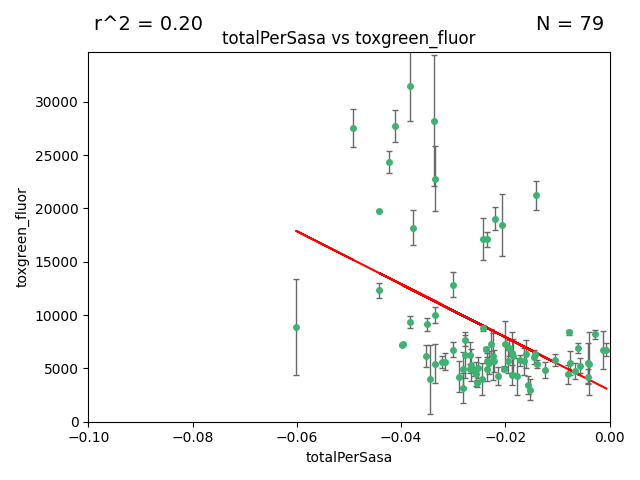 r^2 = 0.20
N = 79
totalPerSasa vs toxgreen_fluor
toxgreen_fluor
30000
25000
20000
15000
10000
5000
0
−0.10
−0.08
−0.06
−0.04
−0.02
0.00
totalPerSasa